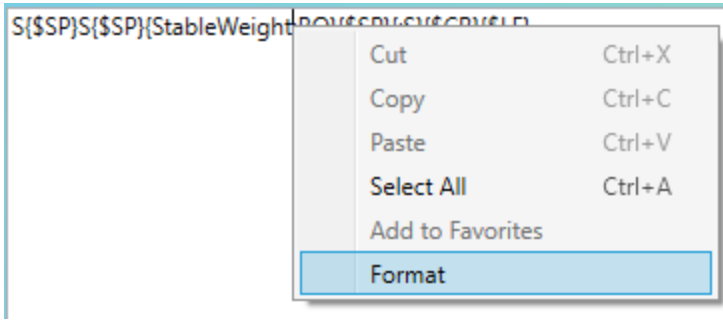 S{$SP}S{$SP}{StableWeight
Cut Ctrl+X
Copy Ctrl+C
Paste Ctrl+V
Select All Ctrl+A
Add to Favorites
Format